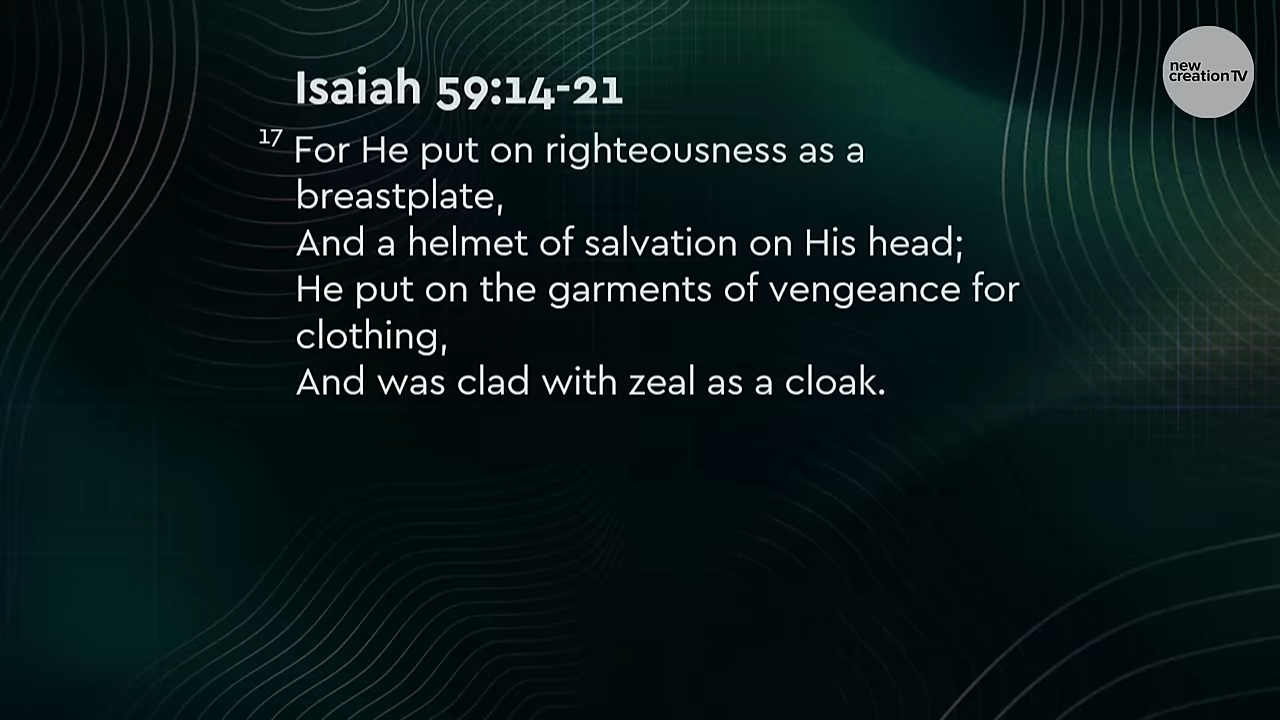 new
creation TV
Isaiah 59:14-21
17 For He put on righteousness as a
breastplate,
And a helmet of salvation on His head;
He put on the garments of vengeance for
clothing,
And was clad with zeal as a cloak.